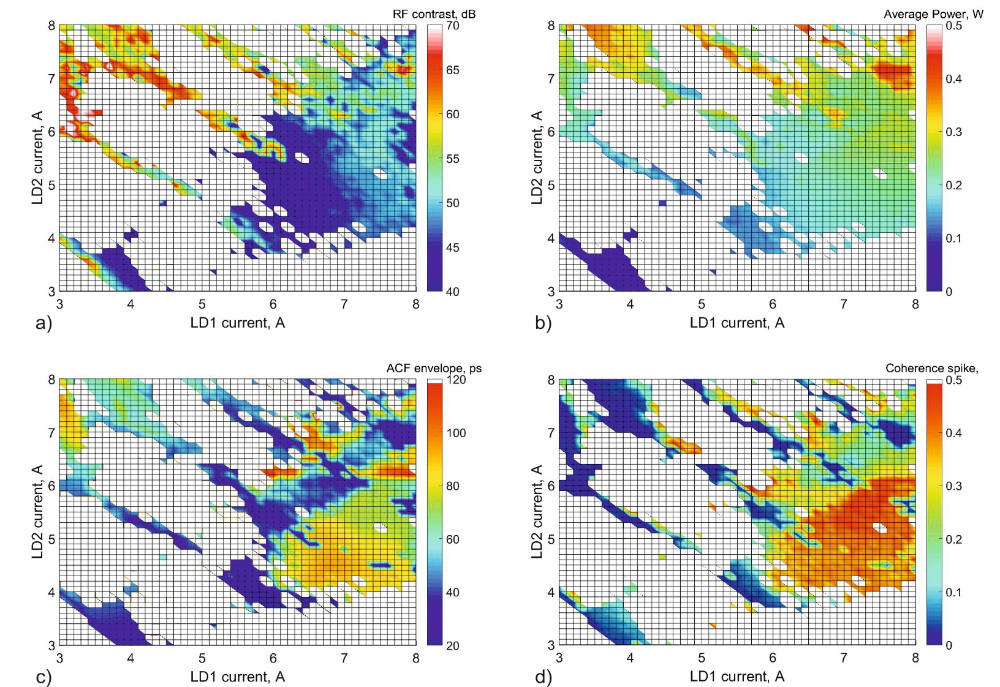 RF contrast, dB
70
65
60
55
50
45
40
8
7
6
5
4
3
LD2 current, A
3 4 5 6 7 8
LD1 current, A
a)
Average Power, W
0.5
0.4
0.3
0.2
0.1
0
8
7
6
5
4
3
LD2 current, A
3 4 5 6 7 8
LD1 current, A
b)
ACF envelope, ps
120
100
80
60
40
20
8
7
6
5
4
3
LD2 current, A
3 4 5 6 7 8
LD1 current, A
c)
Coherence spike,
0.5
0.4
0.3
0.2
0.1
0
8
7
6
5
4
3
LD2 current, A
3 4 5 6 7 8
LD1 current, A
d)